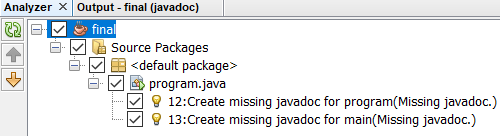 Analyzer × Output - final (javadoc)
final
Source Packages
<default package>
program.java
12:Create missing javadoc for program(Missing javadoc.)
13:Create missing javadoc for main(Missing javadoc.)